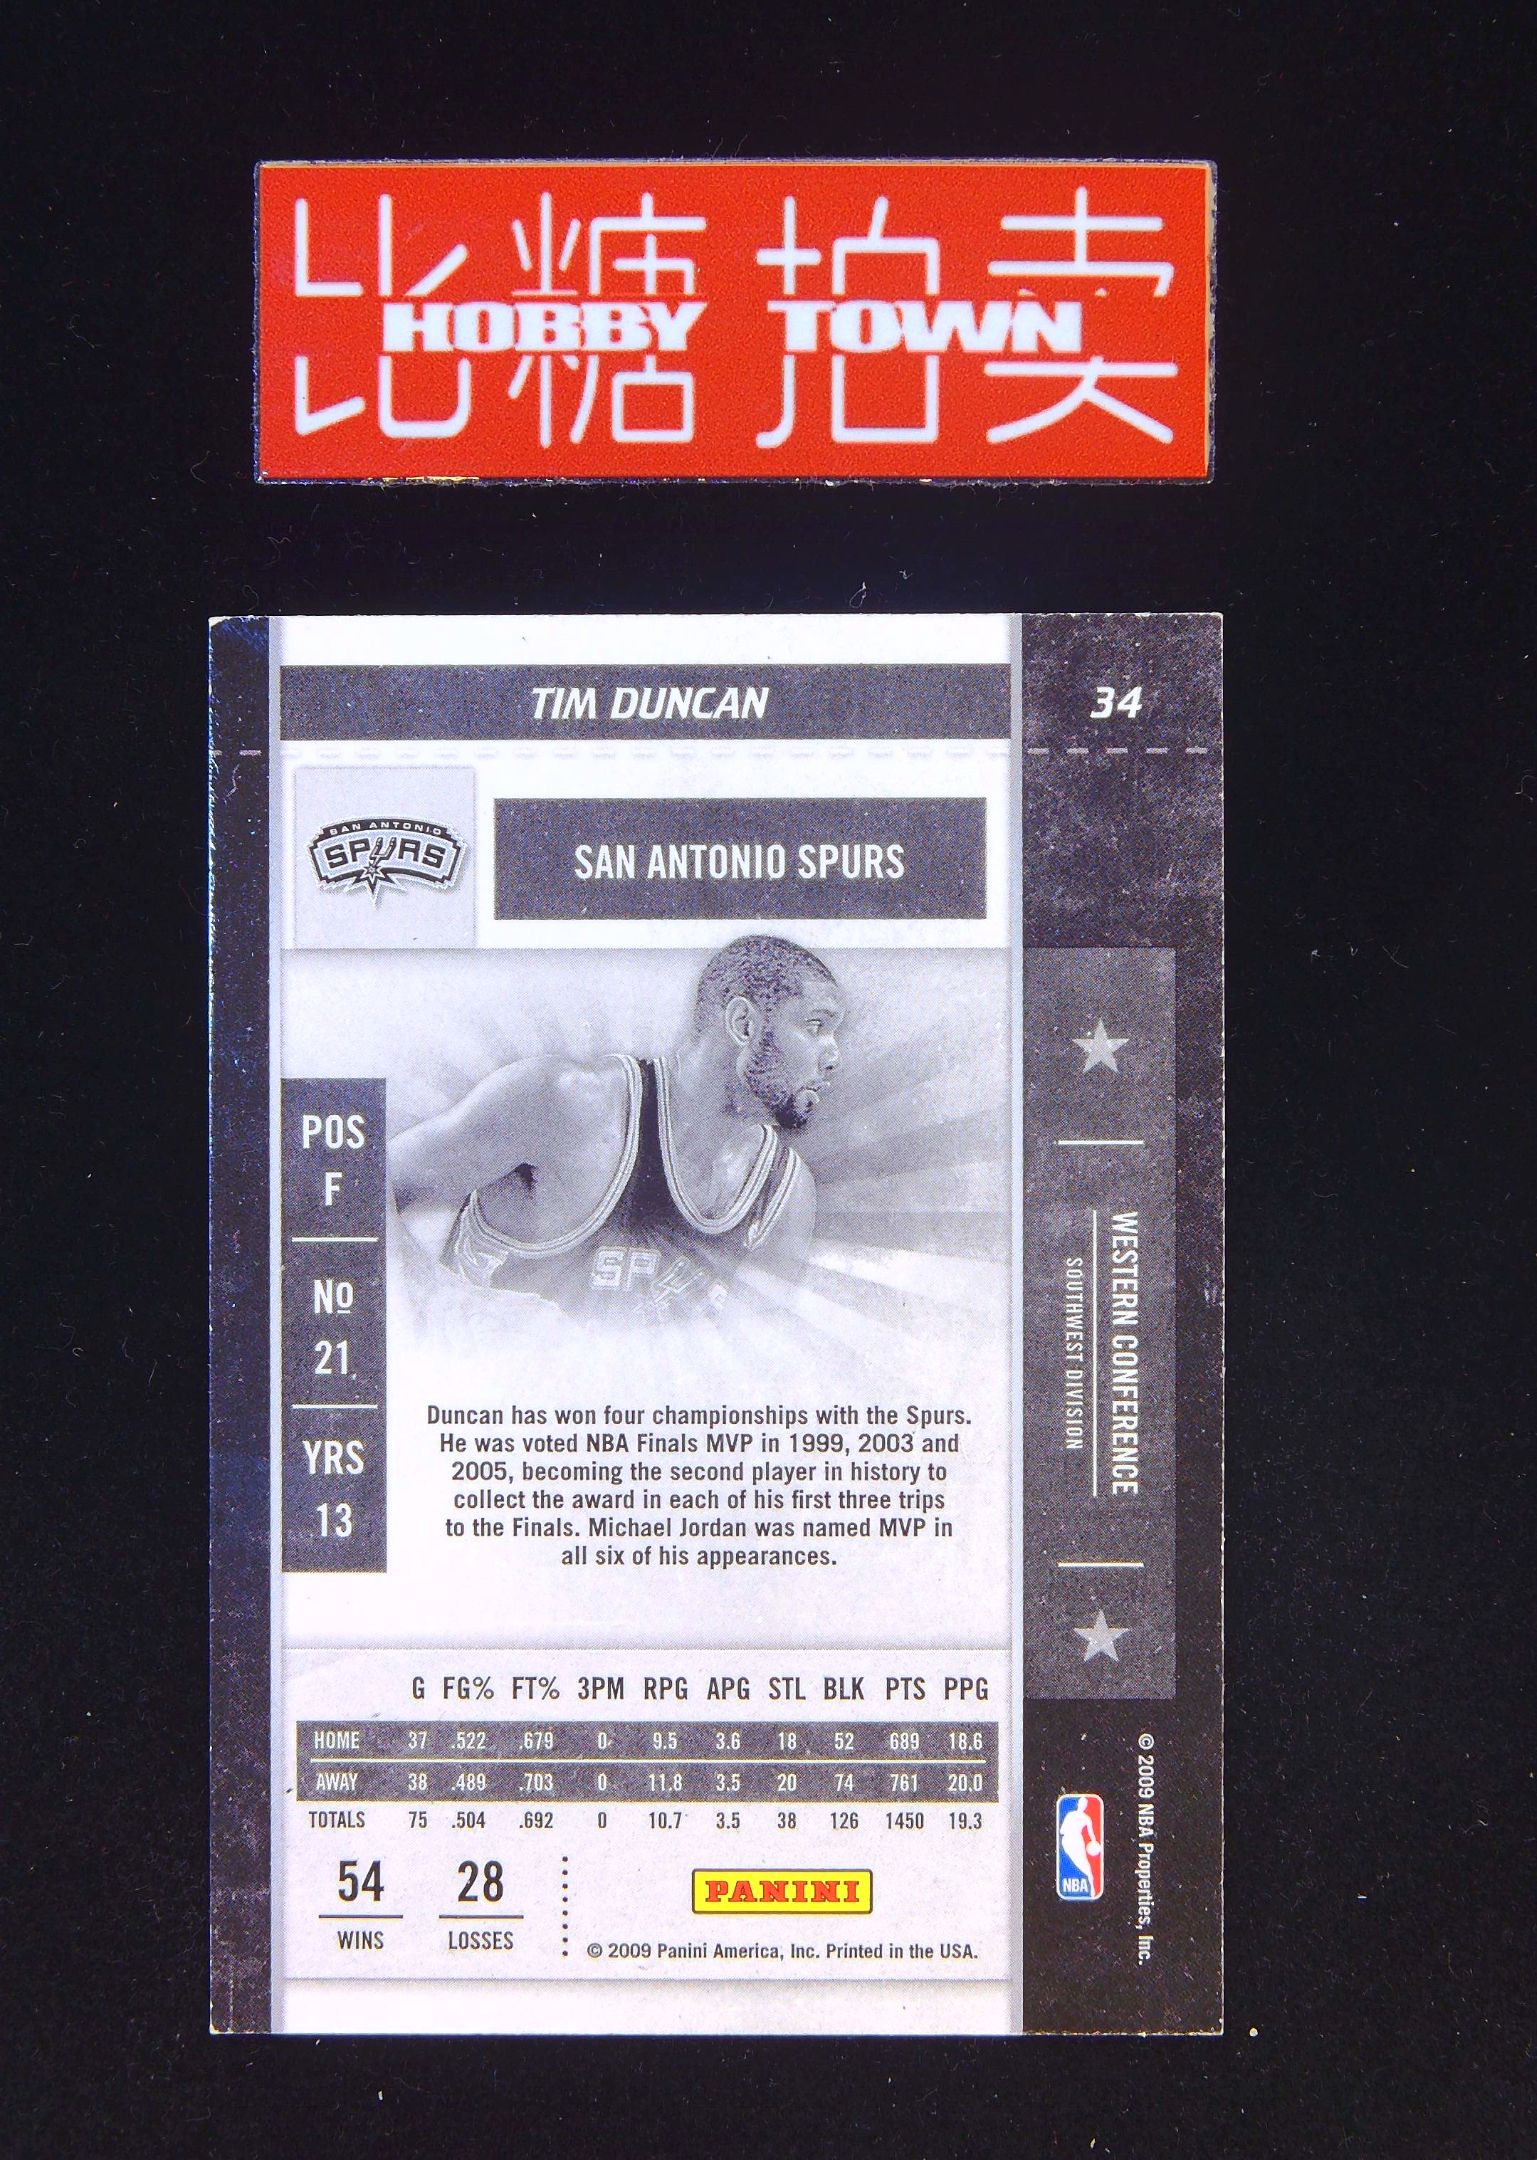 比糖拍卖
HOBBY TOWN
TIM DUNCAN
34
SAN ANTONIO
SPURS
SAN ANTONIO SPURS
SPURS
POS
F
No
21
YRS
13
WESTERN CONFERENCE
SOUTHWEST DIVISION
Duncan has won four championships with the Spurs.
He was voted NBA Finals MVP in 1999, 2003 and
2005, becoming the second player in history to
collect the award in each of his first three trips
to the Finals. Michael Jordan was named MVP in
all six of his appearances.
G FG% FT% 3PM RPG APG STL BLK PTS PPG
HOME 37 .522 .679 0 9.5 3.6 18 52 689 18.6
AWAY 38 .489 .703 0 11.8 3.5 20 74 761 20.0
TOTALS 75 .504 .692 0 10.7 3.5 38 126 1450 19.3
54 28
WINS LOSSES
PANINI
© 2009 Panini America, Inc. Printed in the USA.
NBA
© 2009 NBA Properties, Inc.